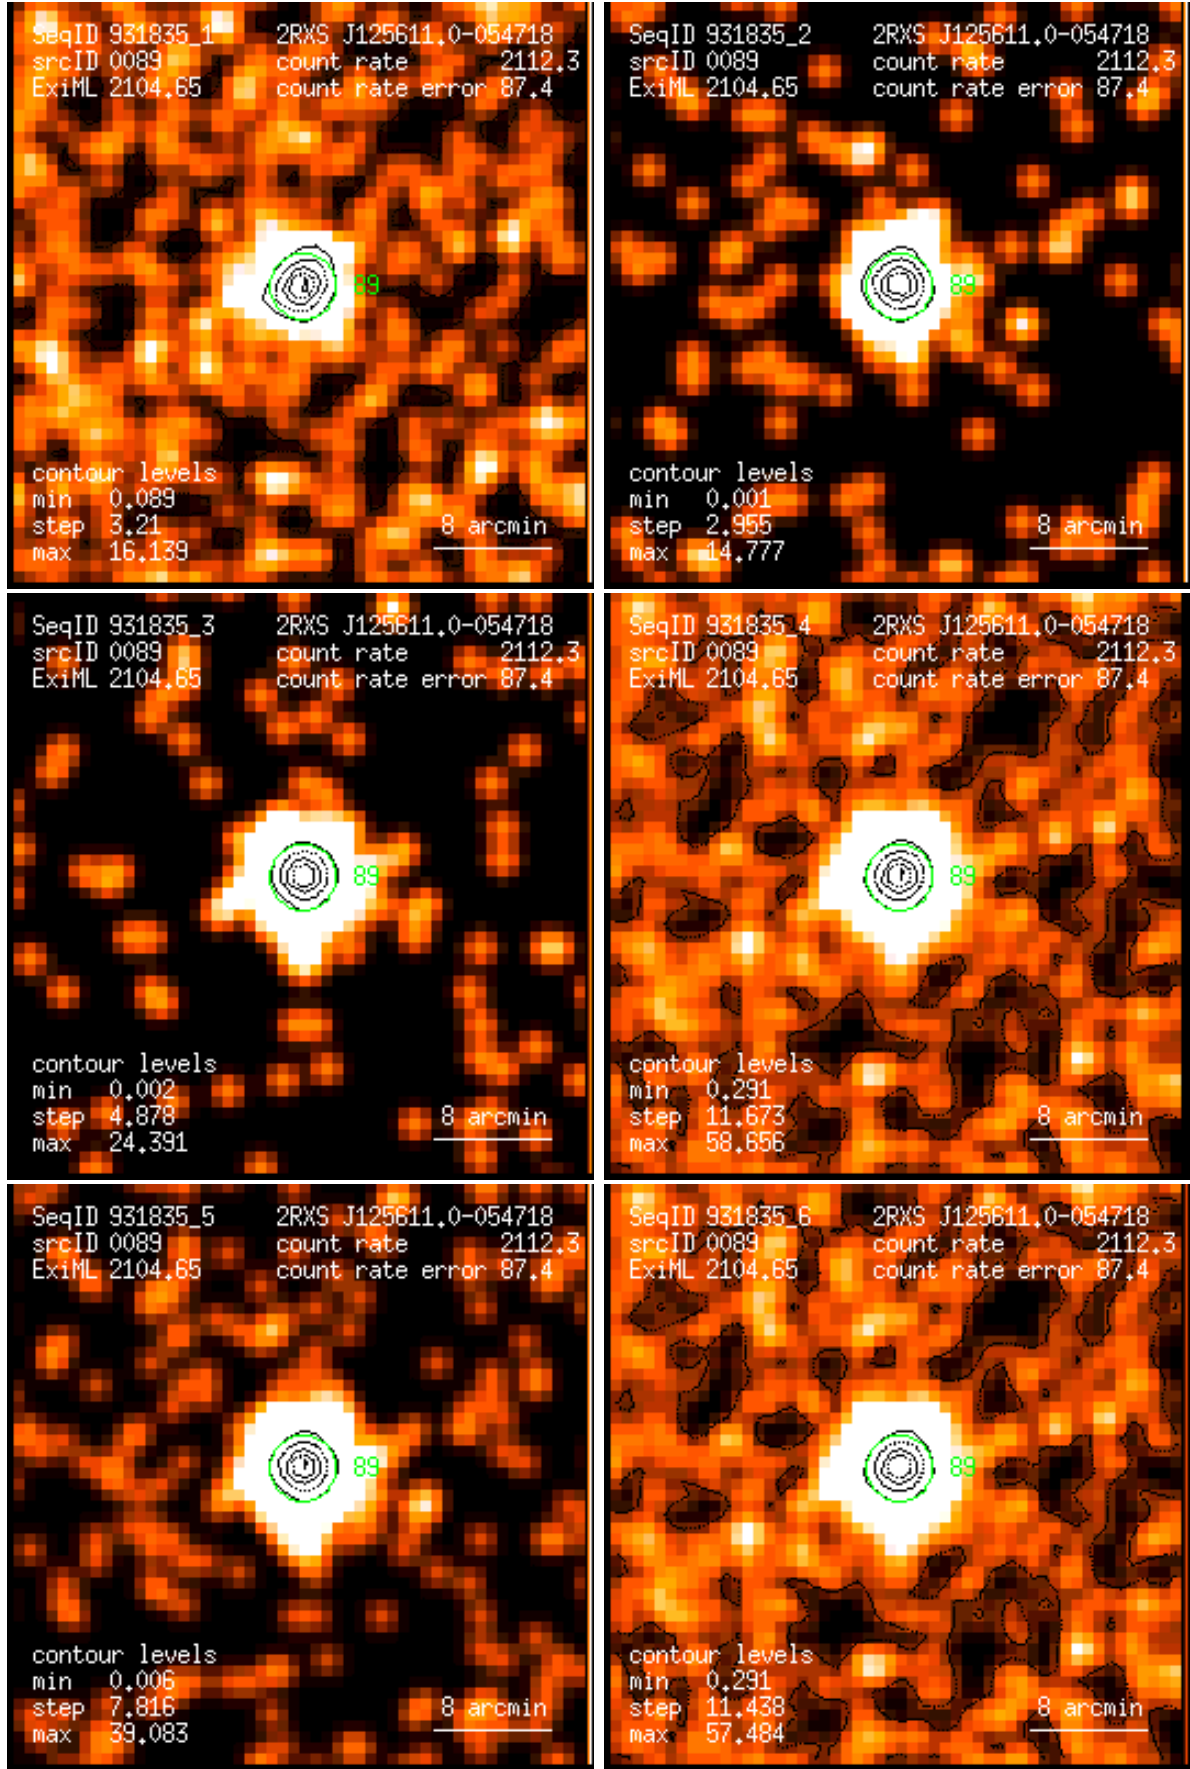 SeqID 931835_1 2RXS J125611.0-054718
srcID 0089 count rate 2112.3
ExiML 2104.65 count rate error 87.4
89
contour levels
min 0.089
step 3.21 8 arcmin
max 16.139
SeqID 931835_2 2RXS J125611.0-054718
srcID 0089 count rate 2112.3
ExiML 2104.65 count rate error 87.4
89
contour levels
min 0.001
step 2.955 8 arcmin
max 14.777
SeqID 931835_3 2RXS J125611.0-054718
srcID 0089 count rate 2112.3
ExiML 2104.65 count rate error 87.4
89
contour levels
min 0.002
step 4.878 8 arcmin
max 24.391
SeqID 931835_4 2RXS J125611.0-054718
srcID 0089 count rate 2112.3
ExiML 2104.65 count rate error 87.4
89
contour levels
min 0.291
step 11.673 8 arcmin
max 58.656
SeqID 931835_5 2RXS J125611.0-054718
srcID 0089 count rate 2112.3
ExiML 2104.65 count rate error 87.4
89
contour levels
min 0.006
step 7.816 8 arcmin
max 39.083
SeqID 931835_6 2RXS J125611.0-054718
srcID 0089 count rate 2112.3
ExiML 2104.65 count rate error 87.4
89
contour levels
min 0.291
step 11.438 8 arcmin
max 57.484